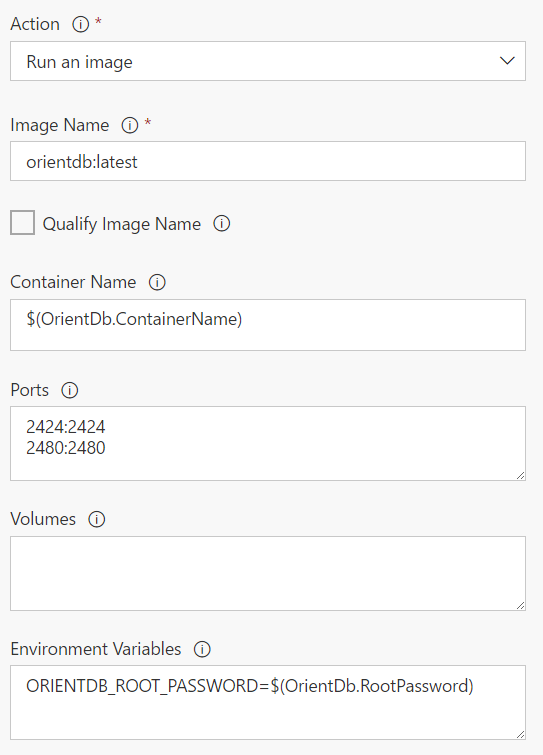 Action *
Run an image
Image Name *
orientdb:latest
Qualify Image Name
Container Name
$(OrientDb.ContainerName)
Ports
2424:2424
2480:2480
Volumes
Environment Variables
ORIENTDB_ROOT_PASSWORD=$(OrientDb.RootPassword)